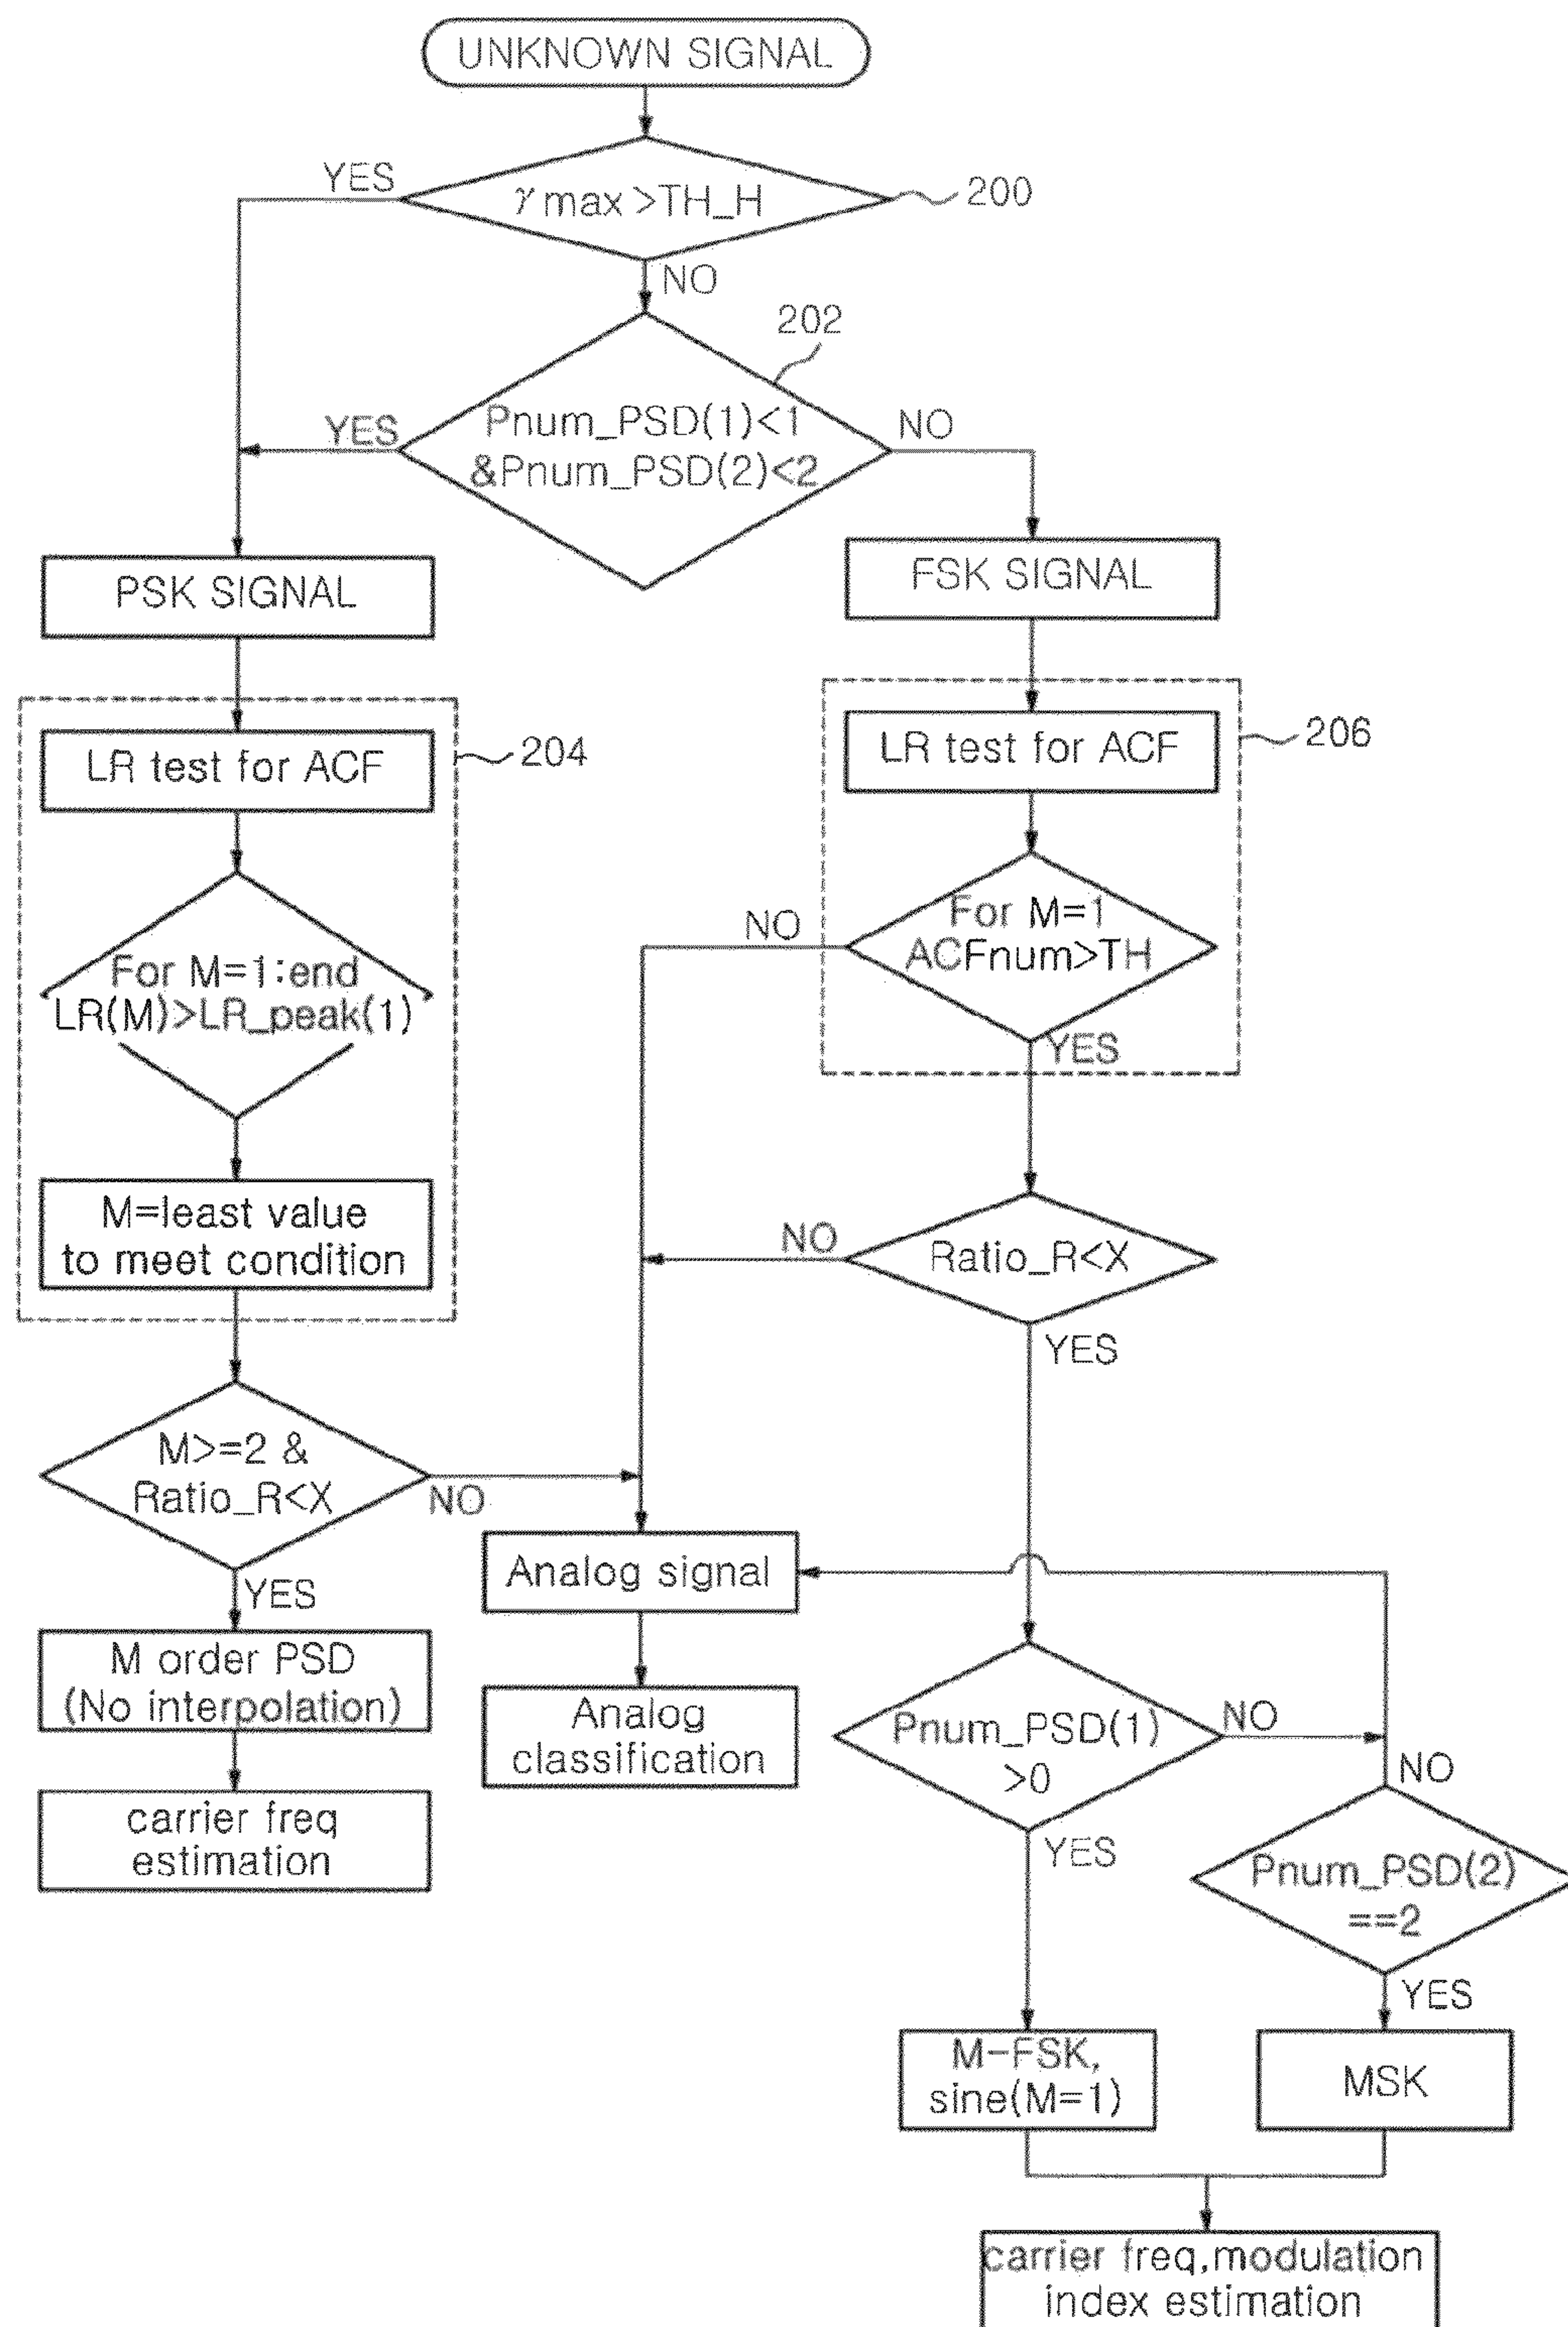 UNKNOWN SIGNAL
YES
γ max >TH_H
200
NO
202
YES
Pnum_PSD(1)<1
&Pnum_PSD(2)<2
NO
PSK SIGNAL
FSK SIGNAL
LR test for ACF
204
LR test for ACF
206
For M=1:end
LR(M)>LR_peak(1)
NO
For M=1
ACFnum>TH
YES
M=least value
to meet condition
NO
Ratio_R<X
YES
M>=2 &
Ratio_R<X
NO
YES
Analog signal
M order PSD
(No interpolation)
Analog
classification
Pnum_PSD(1)
>0
NO
NO
YES
carrier freq
estimation
Pnum_PSD(2)
==2
YES
M-FSK,
sine(M=1)
MSK
carrier freq,modulation
index estimation